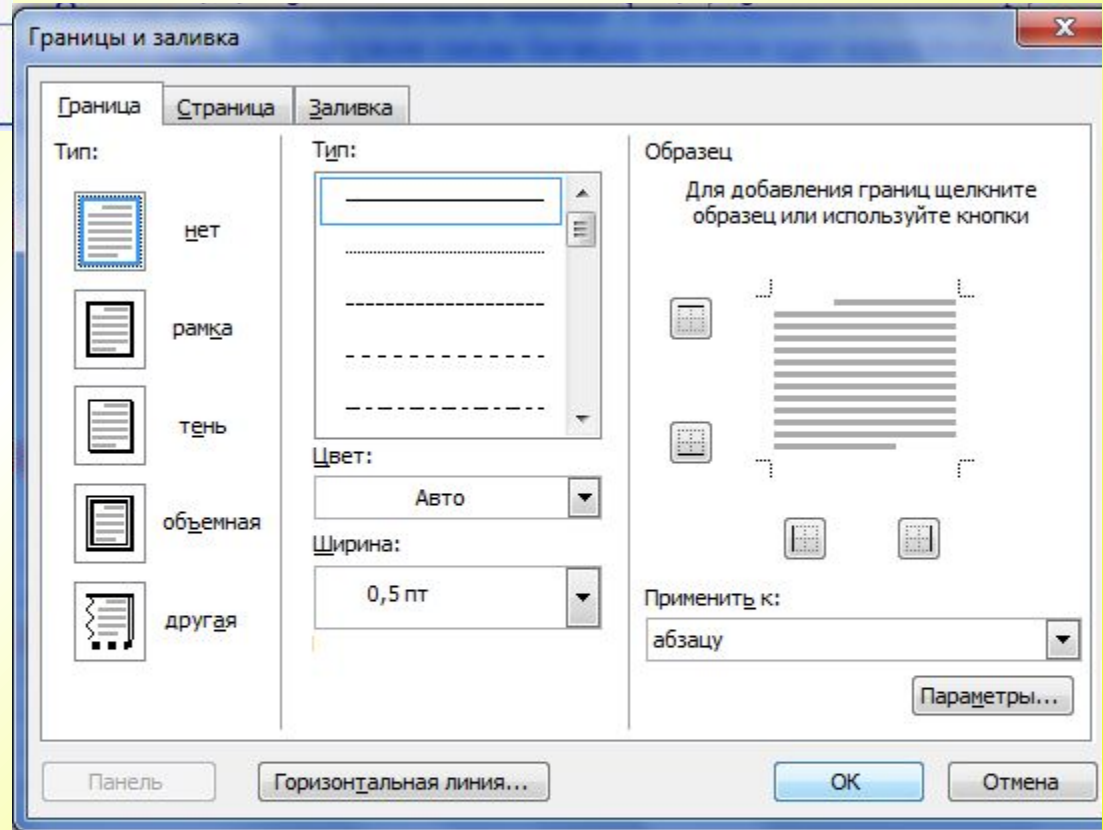 Границы и заливка
Граница
Страница
Заливка
Тип:
нет
рамка
тень
объемная
другая
Тип:
Цвет:
Авто
Ширина:
0,5 пт
Образец
Для добавления границ щелкните
образец или используйте кнопки
Применить к:
абзацу
Параметры...
Панель
Горизонтальная линия...
ОК
Отмена